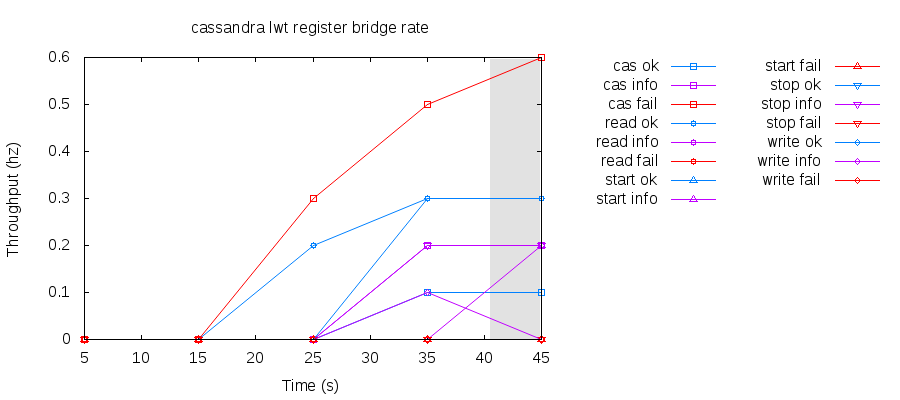 cassandra lwt register bridge rate
Throughput (hz)
0.6
0.5
0.4
0.3
0.2
0.1
0
5 10 15 20 25 30 35 40 45
Time (s)
cas ok
cas info
cas fail
read ok
read info
read fail
start ok
start info
start fail
stop ok
stop info
stop fail
write ok
write info
write fail